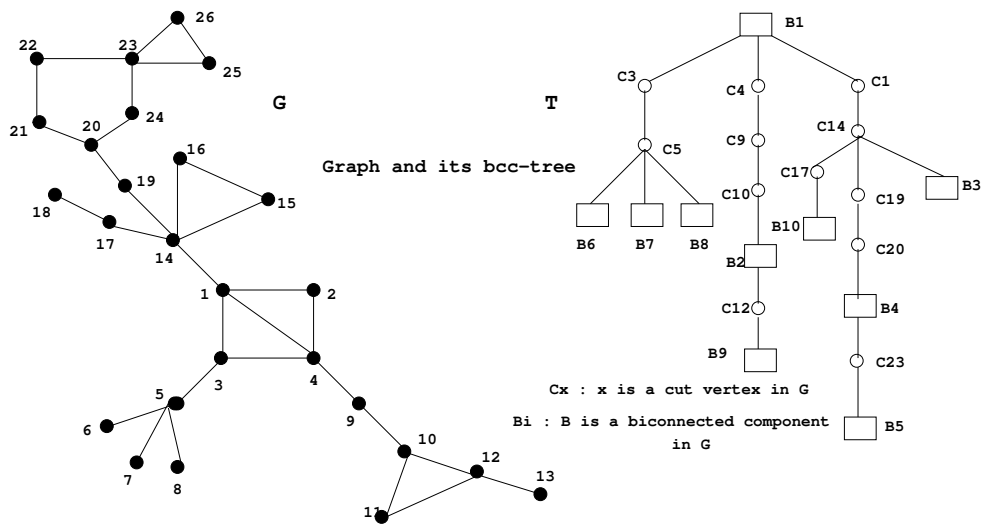 26
22
23
25
G
21
20
24
16
19
18
17
15
14
1
2
3
4
5
6
7
8
9
10
12
13
11
Graph and its bcc-tree
T
B1
C3
C4
C1
C5
C9
C14
C17
B3
C10
C19
B6
B7
B8
B10
C20
B2
C12
B4
B9
C23
B5
Cx : x is a cut vertex in G
Bi : B is a biconnected component
in G